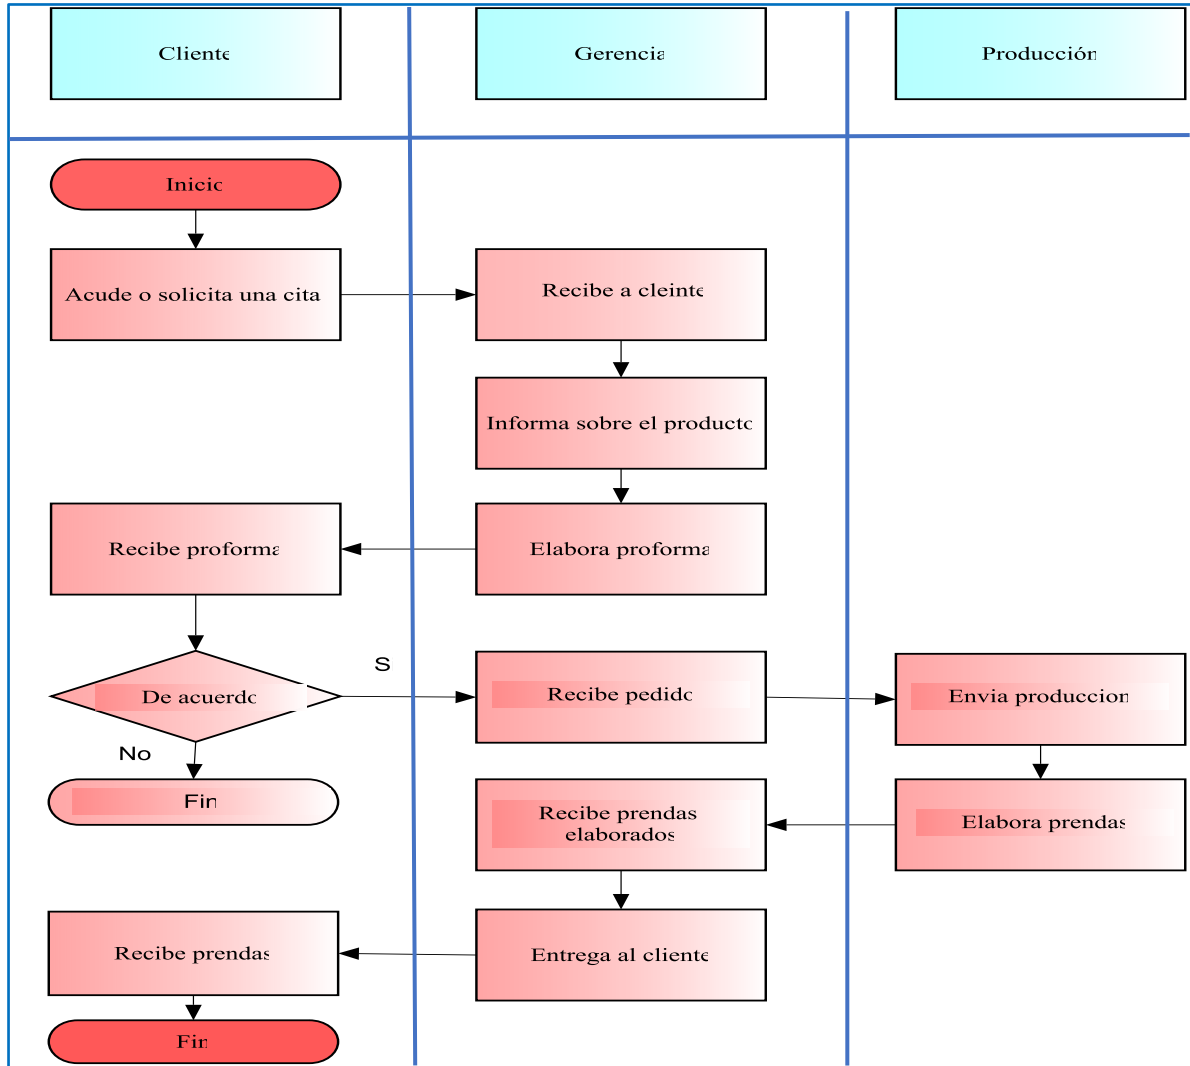 Cliente
Gerencia
Producción
Inicio
Acude o solicita una cita
Recibe a cleinte
Informa sobre el producto
Recibe proforma
Elabora proforma
De acuerdo
S
Recibe pedido
Envia produccion
No
Fin
Recibe prendas
elaborados
Elabora prendas
Recibe prendas
Entrega al cliente
Fin